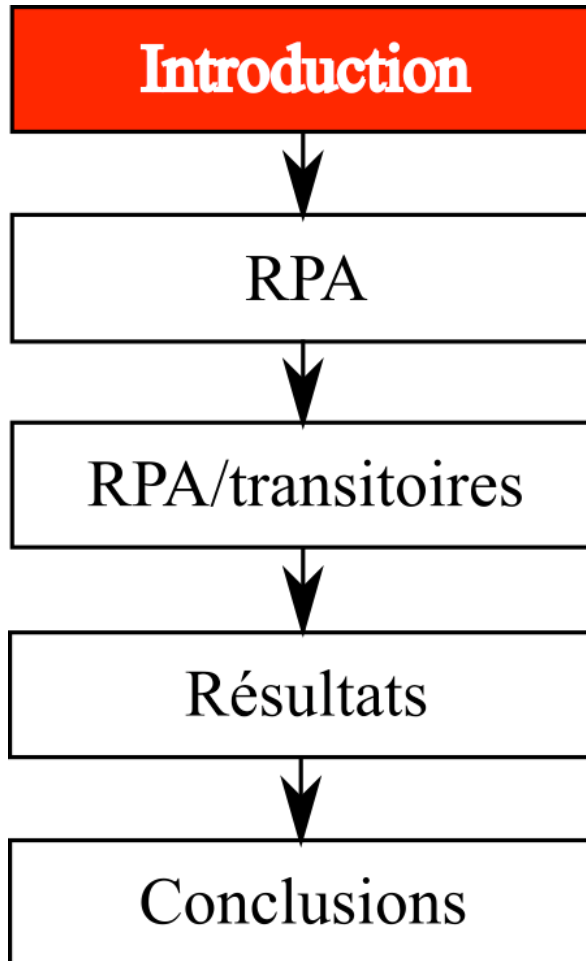 Introduction
RPA
RPA/transitoires
Résultats
Conclusions